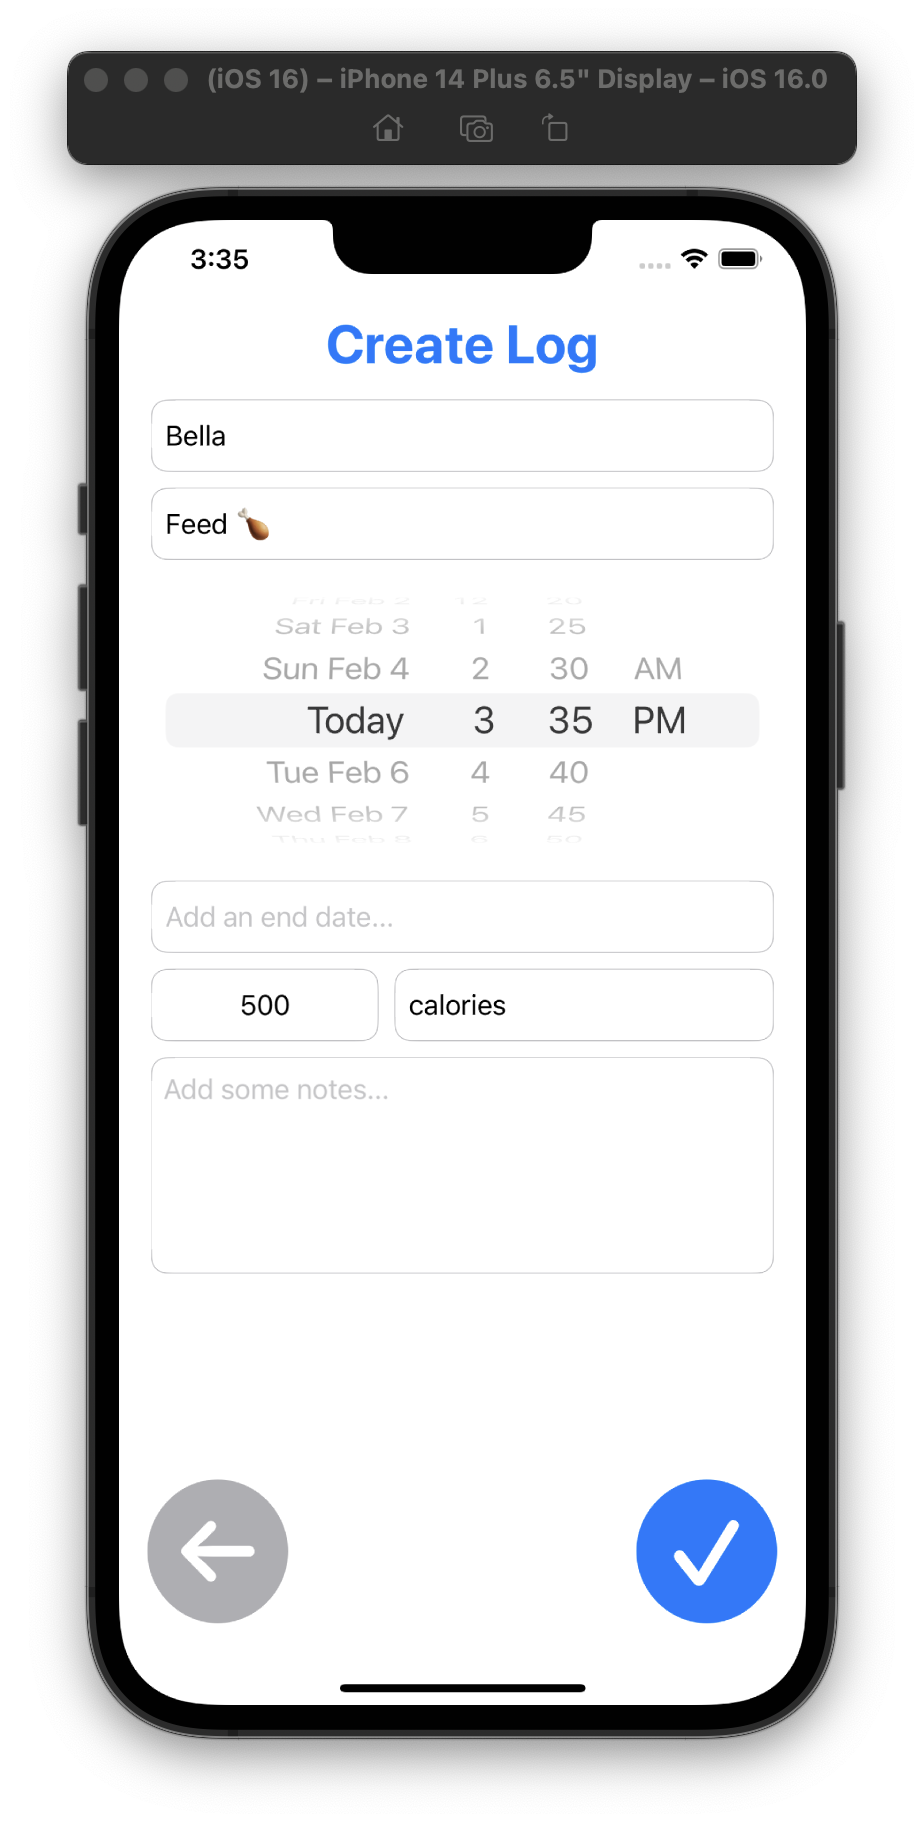 (iOS 16) – iPhone 14 Plus 6.5" Display – iOS 16.0
3:35
Create Log
Bella
Feed 🍗
Fri Feb 2 12 20
Sat Feb 3 1 25
Sun Feb 4 2 30 AM
Today 3 35 PM
Tue Feb 6 4 40
Wed Feb 7 5 45
Thu Feb 8 6 50
Add an end date...
500 calories
Add some notes...